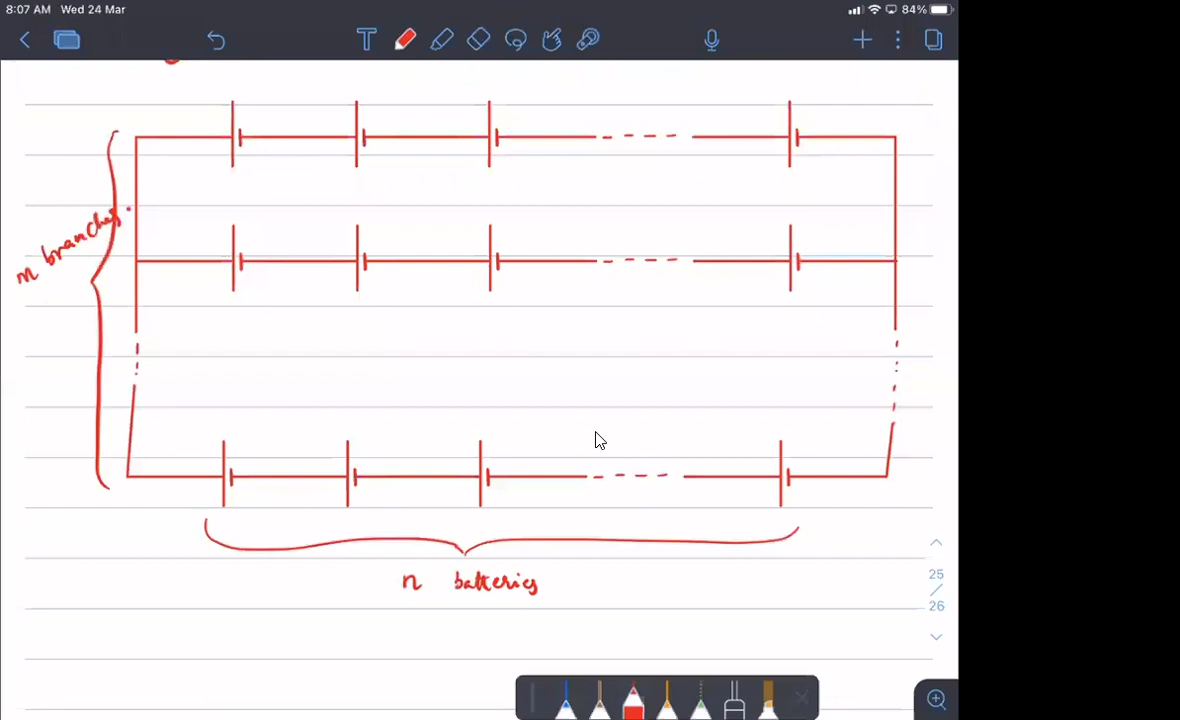 8:07 AM Wed 24 Mar
84%
m branches.
n batteries
25
/
26